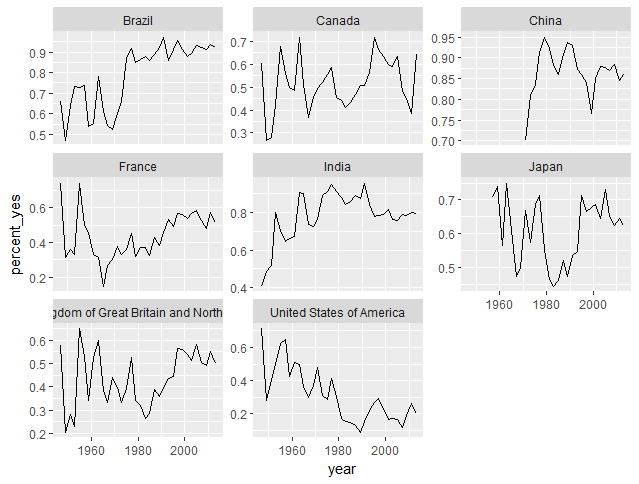 Brazil Canada China
0.9 0.8 0.7 0.6 0.5
0.7 0.6 0.5 0.4 0.3
0.95 0.90 0.85 0.80 0.75 0.70
France India Japan
0.6 0.4 0.2
0.8 0.6 0.4
0.7 0.6 0.5
1960 1980 2000
gdom of Great Britain and North United States of America
0.6 0.5 0.4 0.3 0.2
0.6 0.4 0.2
1960 1980 2000
1960 1980 2000
percent_yes
year